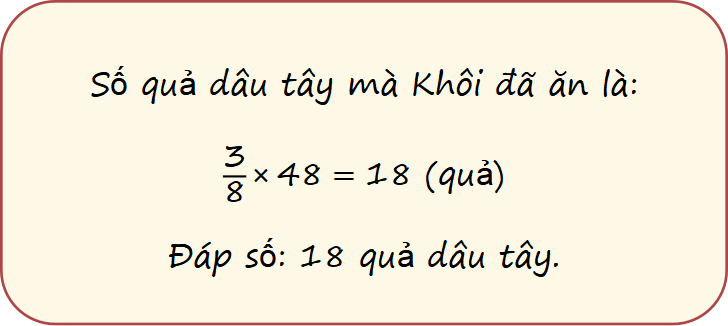 Số quả dâu tây mà Khôi đã ăn là:
3/8 × 48 = 18 (quả)
Đáp số: 18 quả dâu tây.